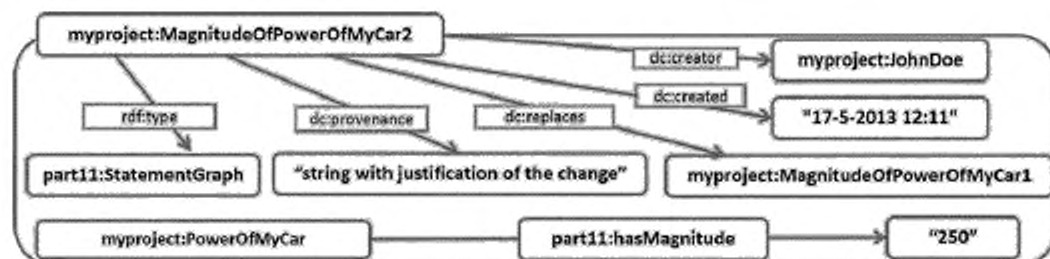 myproject:MagnitudeOfPowerOfMyCar2
dc:creator
myproject:JohnDoe
dc:created
"17-5-2013 12:11"
rdf:type
dc:provenance
dc:replaces
part11:StatementGraph
"string with justification of the change"
myproject:MagnitudeOfPowerOfMyCar1
myproject:PowerOfMyCar
part11:hasMagnitude
"250"